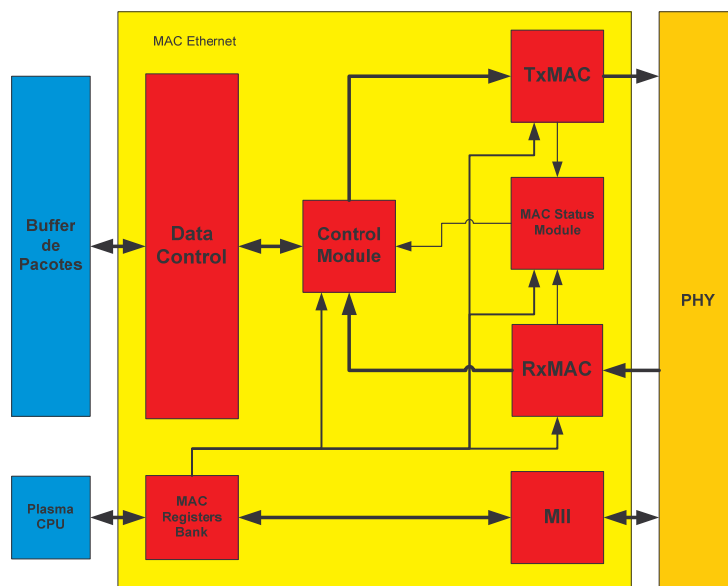 MAC Ethernet
TxMAC
Buffer
de
Pacotes
Data
Control
Control
Module
MAC Status
Module
PHY
RxMAC
Plasma
CPU
MAC
Registers
Bank
MII